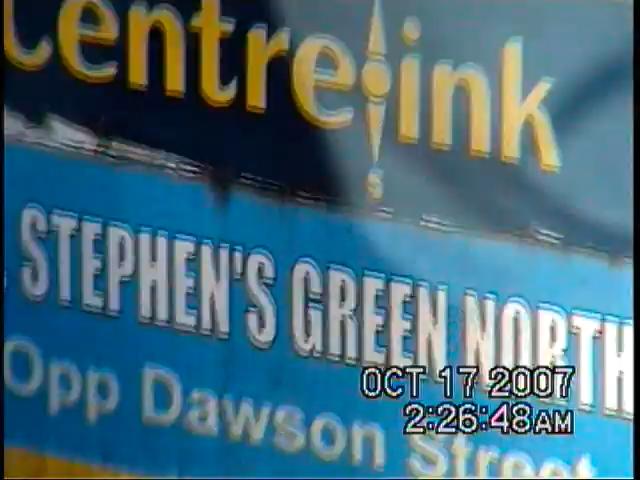 Centrelink
S
STEPHEN'S GREEN NORTH
Opp Dawson Street
OCT 17 2007
2:26:48AM